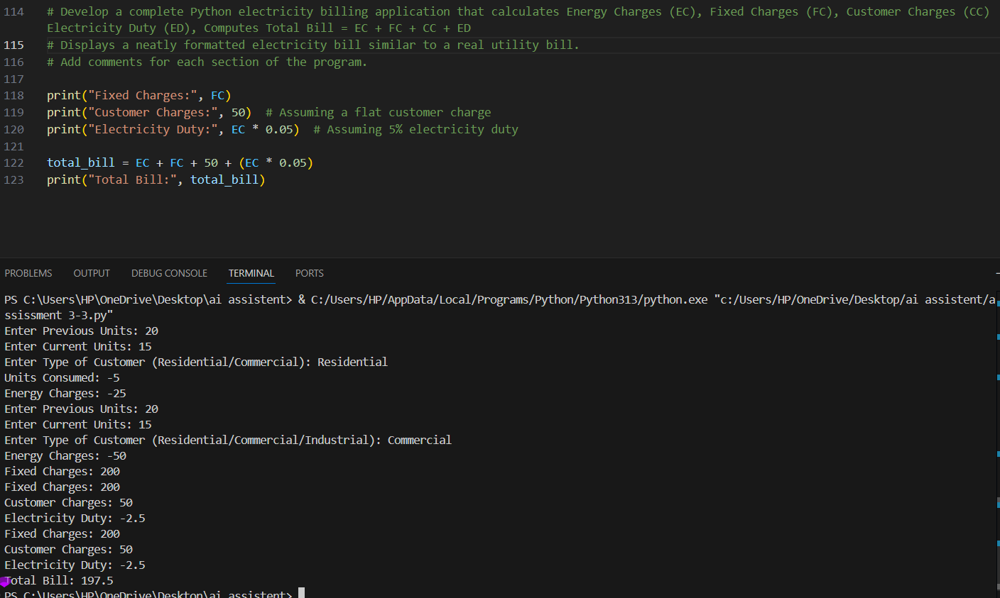 114 # Develop a complete Python electricity billing application that calculates Energy Charges (EC), Fixed Charges (FC), Customer Charges (CC)
Electricity Duty (ED), Computes Total Bill = EC + FC + CC + ED
115 # Displays a neatly formatted electricity bill similar to a real utility bill.
116 # Add comments for each section of the program.
117
118 print("Fixed Charges:", FC)
119 print("Customer Charges:", 50)  # Assuming a flat customer charge
120 print("Electricity Duty:", EC * 0.05)  # Assuming 5% electricity duty
121
122 total_bill = EC + FC + 50 + (EC * 0.05)
123 print("Total Bill:", total_bill)
PROBLEMS OUTPUT DEBUG CONSOLE TERMINAL PORTS
PS C:\Users\HP\OneDrive\Desktop\ai assistent> & C:/Users/HP/AppData/Local/Programs/Python/Python313/python.exe "c:/Users/HP/OneDrive/Desktop/ai assistent/a
ssissment 3-3.py"
Enter Previous Units: 20
Enter Current Units: 15
Enter Type of Customer (Residential/Commercial): Residential
Units Consumed: -5
Energy Charges: -25
Enter Previous Units: 20
Enter Current Units: 15
Enter Type of Customer (Residential/Commercial/Industrial): Commercial
Energy Charges: -50
Fixed Charges: 200
Fixed Charges: 200
Customer Charges: 50
Electricity Duty: -2.5
Fixed Charges: 200
Customer Charges: 50
Electricity Duty: -2.5
Total Bill: 197.5
PS C:\Users\HP\OneDrive\Desktop\ai assistent>